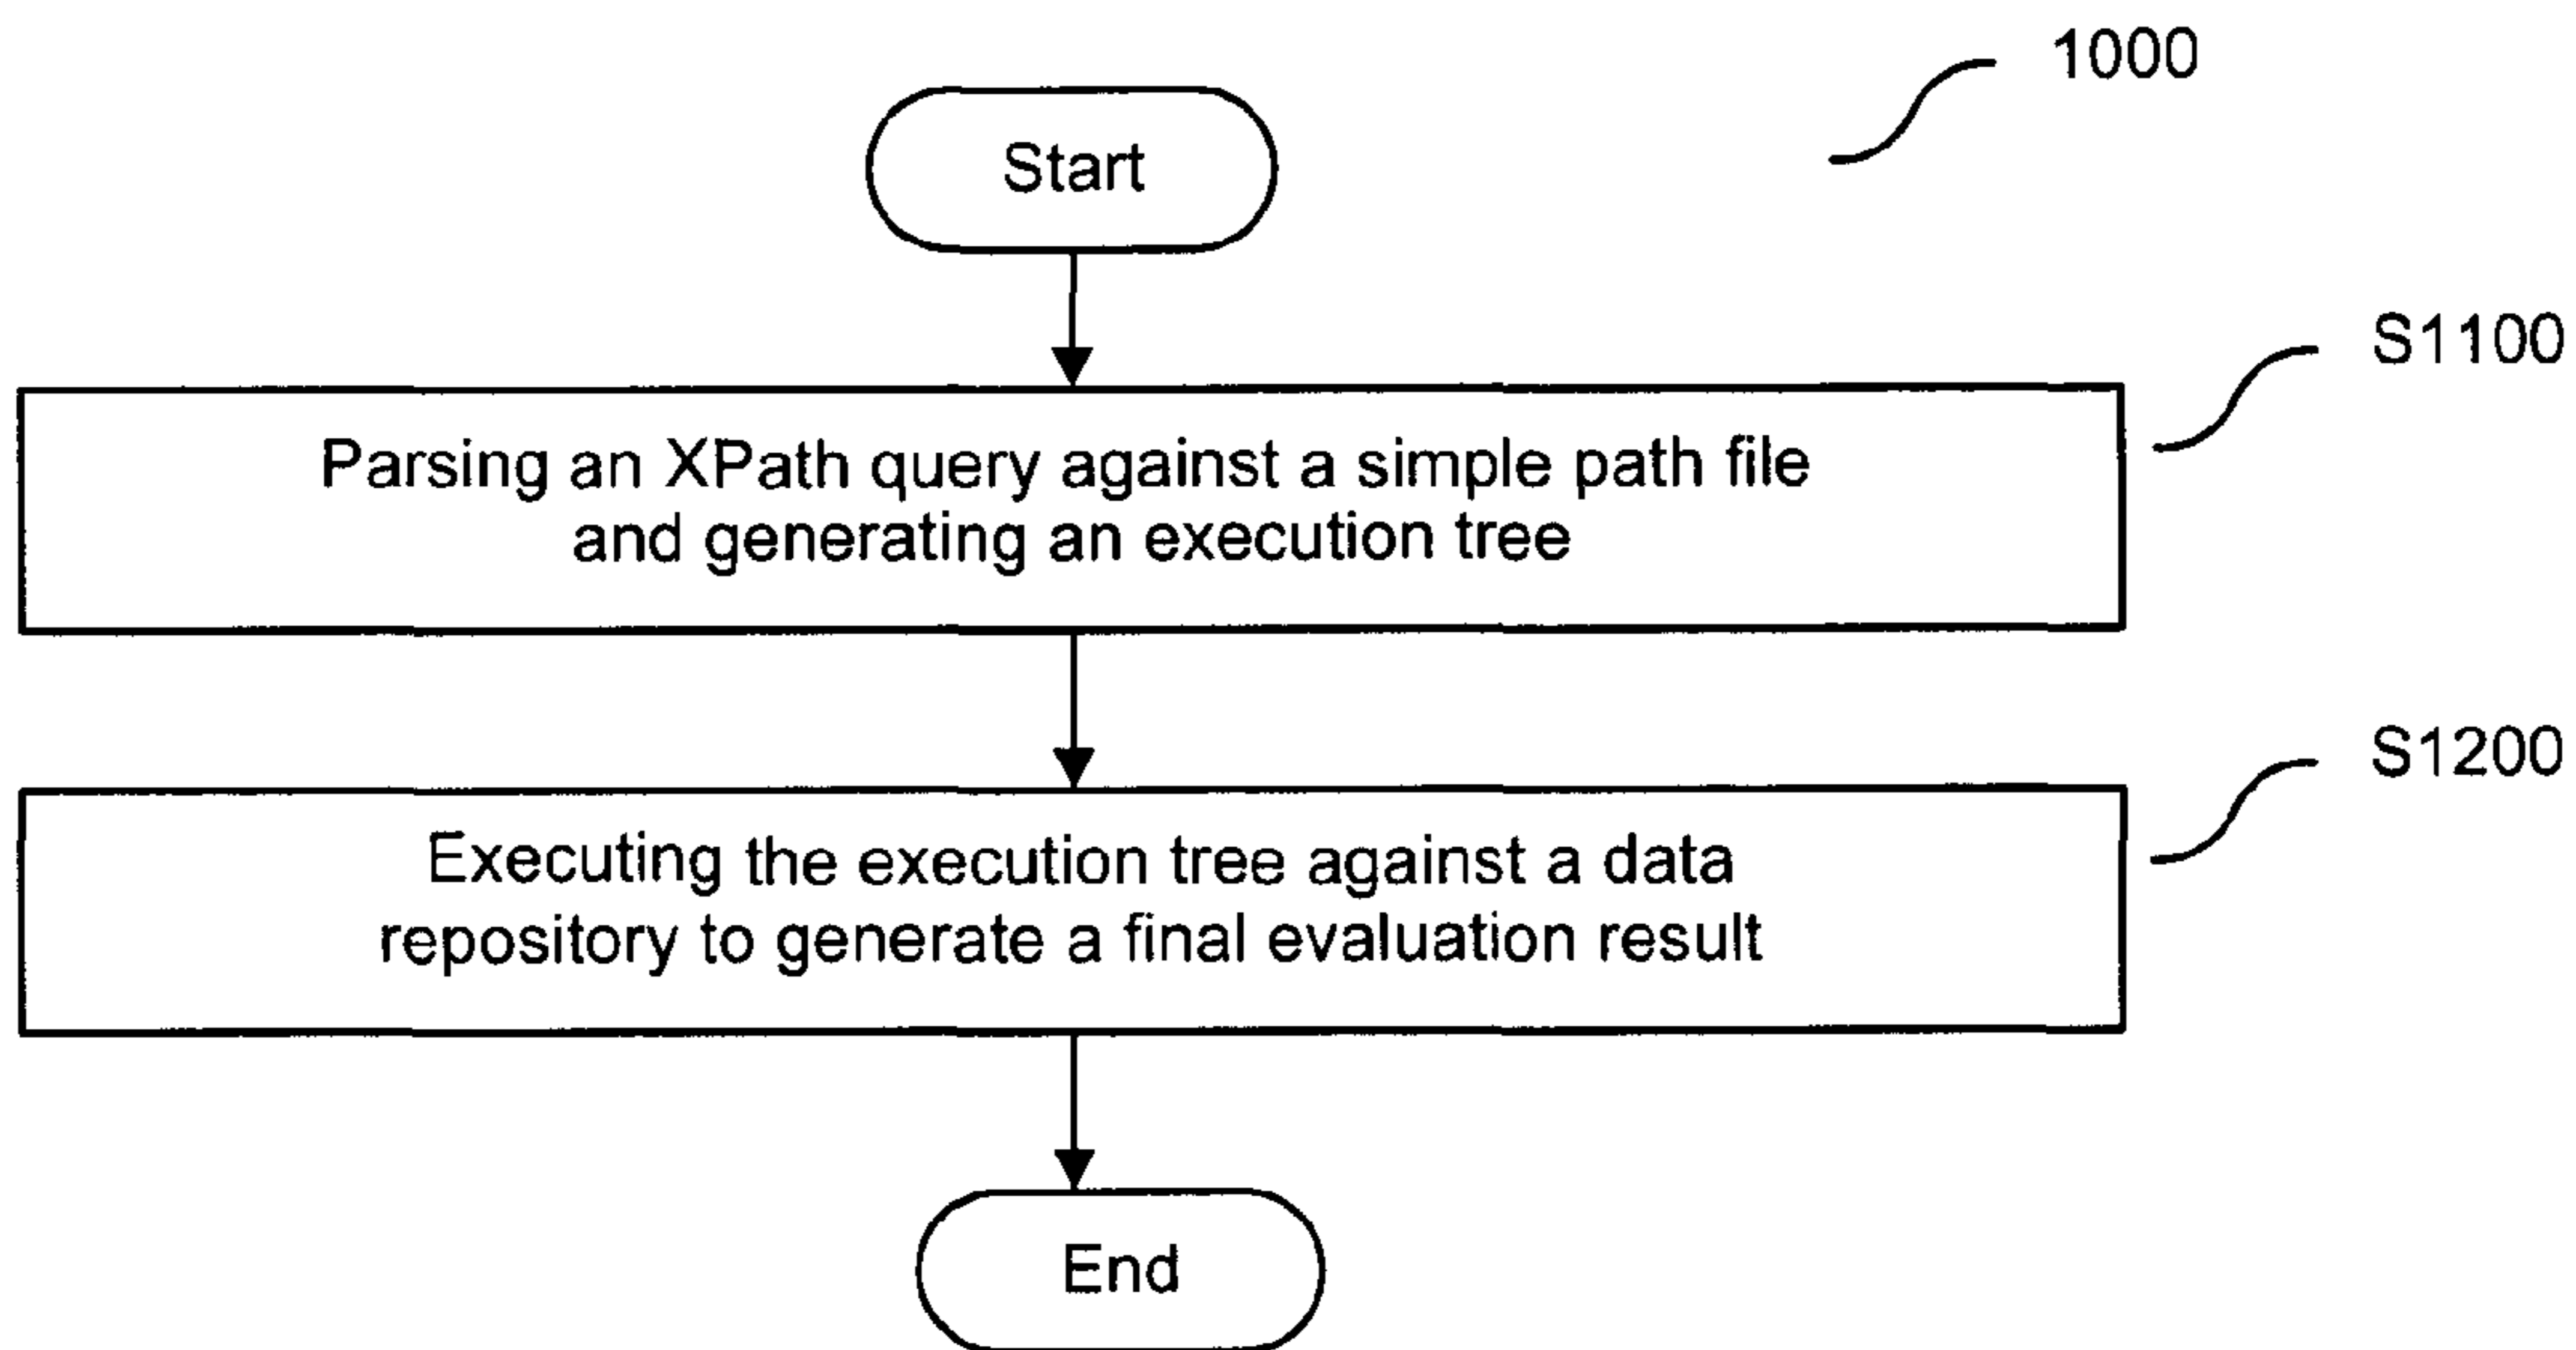 1000
Start
S1100
Parsing an XPath query against a simple path file
and generating an execution tree
S1200
Executing the execution tree against a data
repository to generate a final evaluation result
End